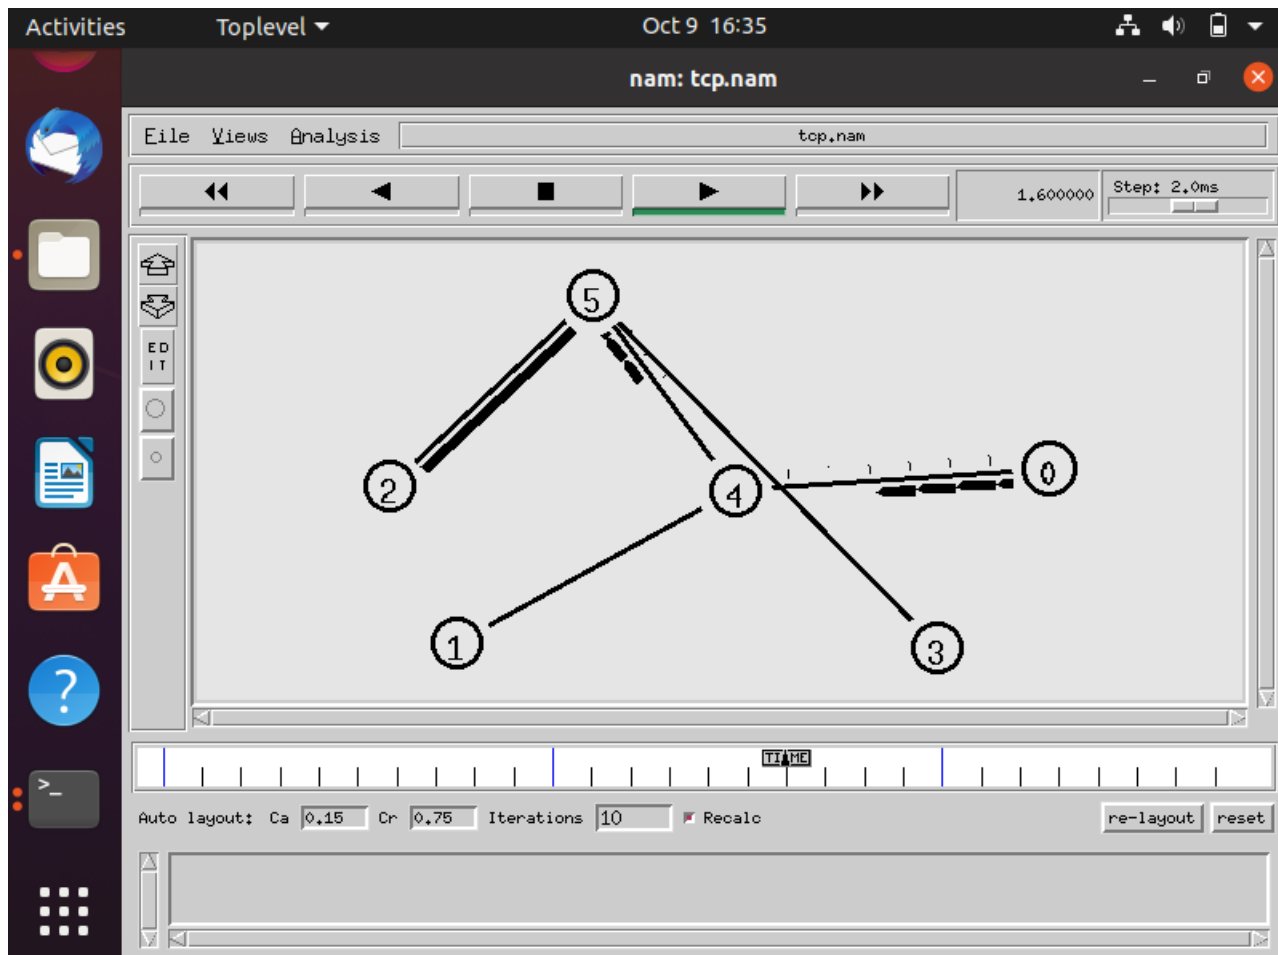 Activities Toplevel Oct 9 16:35
nam: tcp.nam
File Views Analysis tcp.nam
1.600000 Step: 2.0ms
ED
IT
5
2
4
0
1
3
TIME
Auto layout: Ca 0.15 Cr 0.75 Iterations 10 Recalc re-layout reset
>_
?